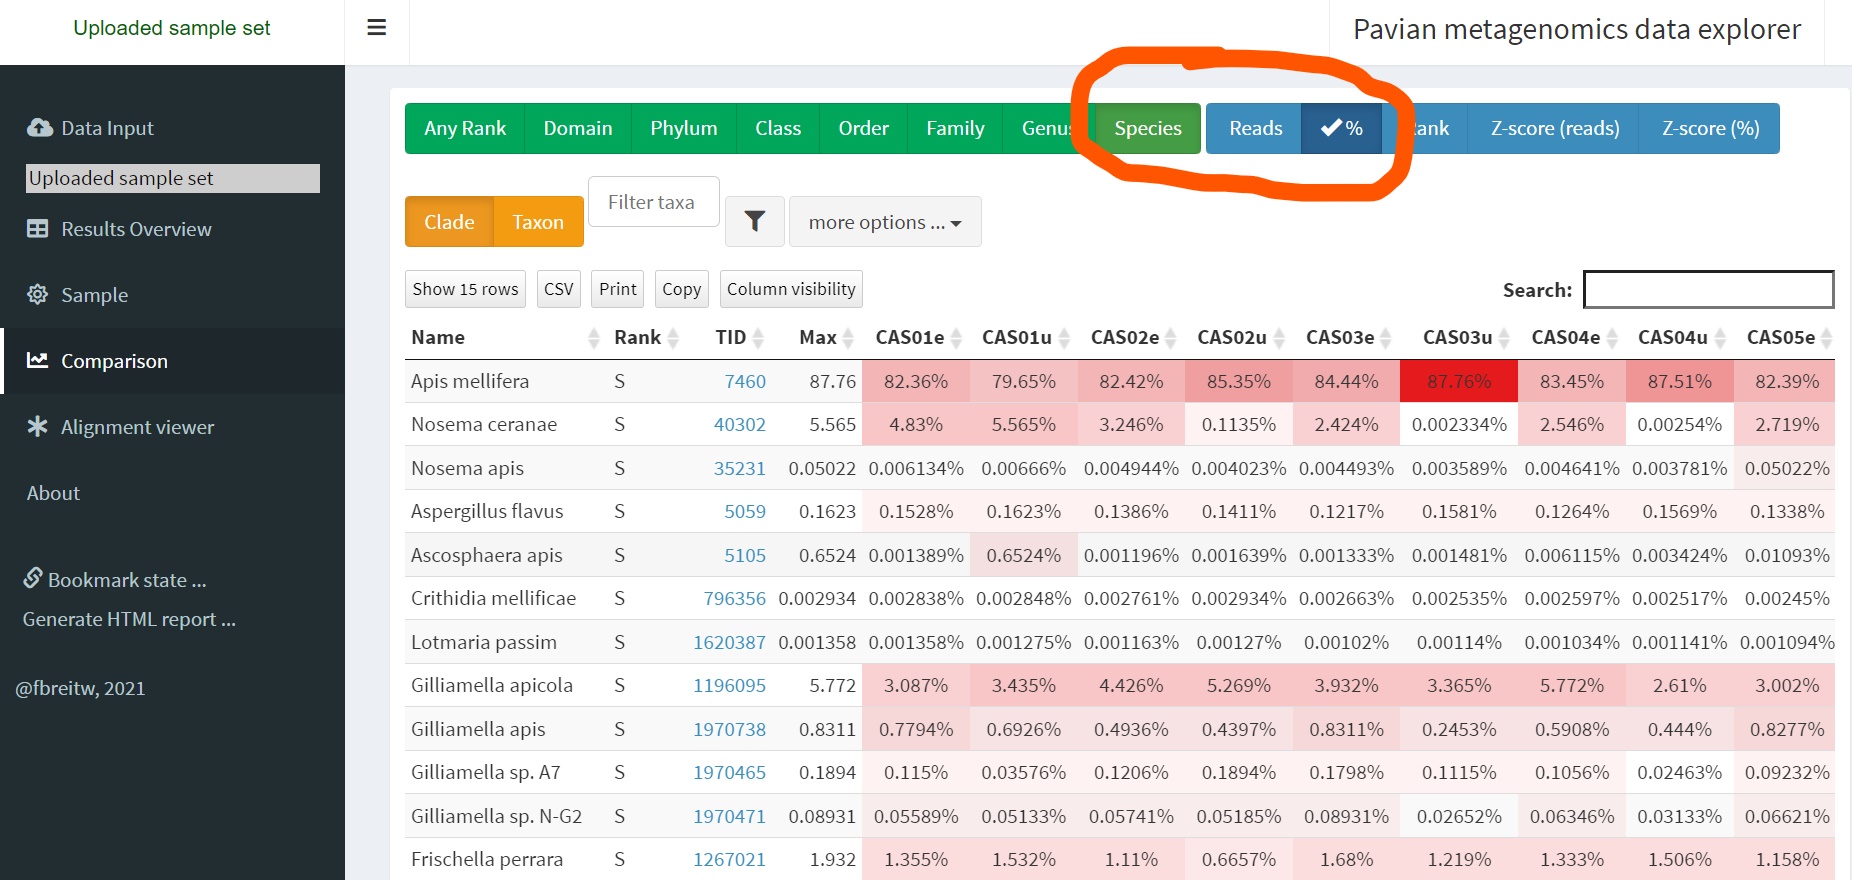 Uploaded sample set
Pavian metagenomics data explorer
Data Input
Uploaded sample set
Results Overview
Sample
Comparison
Alignment viewer
About
Bookmark state ...
Generate HTML report ...
@fbreitw, 2021
Any Rank Domain Phylum Class Order Family Genus Species Reads % Rank Z-score (reads) Z-score (%)
Clade Taxon Filter taxa more options ...
Show 15 rows CSV Print Copy Column visibility Search:
Name Rank TID Max CAS01e CAS01u CAS02e CAS02u CAS03e CAS03u CAS04e CAS04u CAS05e
Apis mellifera S 7460 87.76 82.36% 79.65% 82.42% 85.35% 84.44% 87.76% 83.45% 87.51% 82.39%
Nosema ceranae S 40302 5.565 4.83% 5.565% 3.246% 0.1135% 2.424% 0.002334% 2.546% 0.00254% 2.719%
Nosema apis S 35231 0.05022 0.006134% 0.00666% 0.004944% 0.004023% 0.004493% 0.003589% 0.004641% 0.003781% 0.05022%
Aspergillus flavus S 5059 0.1623 0.1528% 0.1623% 0.1386% 0.1411% 0.1217% 0.1581% 0.1264% 0.1569% 0.1338%
Ascosphaera apis S 5105 0.6524 0.001389% 0.6524% 0.001196% 0.001639% 0.001333% 0.001481% 0.006115% 0.003424% 0.01093%
Crithidia mellificae S 796356 0.002934 0.002838% 0.002848% 0.002761% 0.002934% 0.002663% 0.002535% 0.002597% 0.002517% 0.00245%
Lotmaria passim S 1620387 0.001358 0.001358% 0.001275% 0.001163% 0.00127% 0.00102% 0.00114% 0.001034% 0.001141% 0.001094%
Gilliamella apicola S 1196095 5.772 3.087% 3.435% 4.426% 5.269% 3.932% 3.365% 5.772% 2.61% 3.002%
Gilliamella apis S 1970738 0.8311 0.7794% 0.6926% 0.4936% 0.4397% 0.8311% 0.2453% 0.5908% 0.444% 0.8277%
Gilliamella sp. A7 S 1970465 0.1894 0.115% 0.03576% 0.1206% 0.1894% 0.1798% 0.1115% 0.1056% 0.02463% 0.09232%
Gilliamella sp. N-G2 S 1970471 0.08931 0.05589% 0.05133% 0.05741% 0.05185% 0.08931% 0.02652% 0.06346% 0.03133% 0.06621%
Frischella perrara S 1267021 1.932 1.355% 1.532% 1.11% 0.6657% 1.68% 1.219% 1.333% 1.506% 1.158%